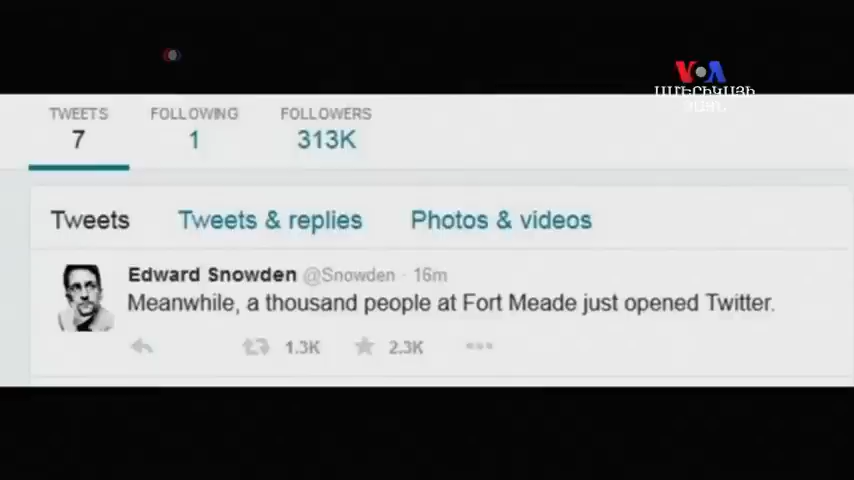 VOA
ԱՄԵՐԻԿԱՅԻ
ՁԱՅՆ
TWEETS
FOLLOWING
FOLLOWERS
7
1
313K
Tweets
Tweets & replies
Photos & videos
Edward Snowden @Snowden · 16m
Meanwhile, a thousand people at Fort Meade just opened Twitter.
1.3K
2.3K